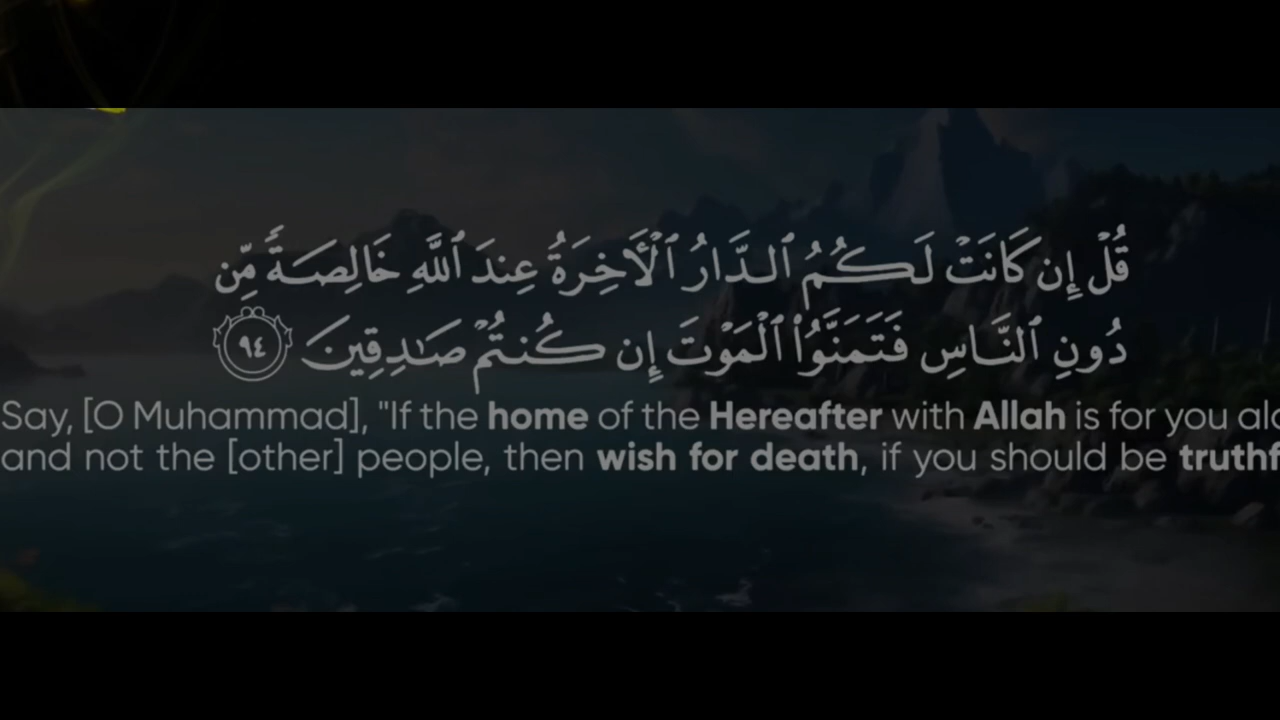 قُلْ إِن كَانَتْ لَكُمُ ٱلدَّارُ ٱلْأَخِرَةُ عِندَ ٱللَّهِ خَالِصَةً مِّن
دُونِ ٱلنَّاسِ فَتَمَنَّوُا۟ ٱلْمَوْتَ إِن كُنتُمْ صَٰدِقِينَ ٩٤
Say, [O Muhammad], "If the home of the Hereafter with Allah is for you
and not the [other] people, then wish for death, if you should be